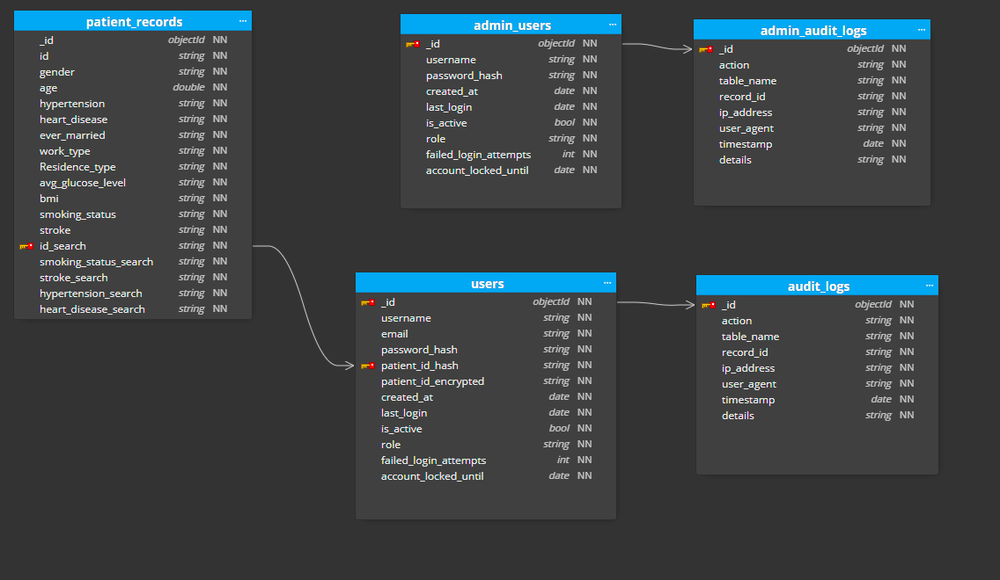 patient_records ...
_id objectId NN
id string NN
gender string NN
age double NN
hypertension string NN
heart_disease string NN
ever_married string NN
work_type string NN
Residence_type string NN
avg_glucose_level string NN
bmi string NN
smoking_status string NN
stroke string NN
id_search string NN
smoking_status_search string NN
stroke_search string NN
hypertension_search string NN
heart_disease_search string NN
admin_users ...
_id objectId NN
username string NN
password_hash string NN
created_at date NN
last_login date NN
is_active bool NN
role string NN
failed_login_attempts int NN
account_locked_until date NN
admin_audit_logs ...
_id objectId NN
action string NN
table_name string NN
record_id string NN
ip_address string NN
user_agent string NN
timestamp date NN
details string NN
users ...
_id objectId NN
username string NN
email string NN
password_hash string NN
patient_id_hash string NN
patient_id_encrypted string NN
created_at date NN
last_login date NN
is_active bool NN
role string NN
failed_login_attempts int NN
account_locked_until date NN
audit_logs ...
_id objectId NN
action string NN
table_name string NN
record_id string NN
ip_address string NN
user_agent string NN
timestamp date NN
details string NN